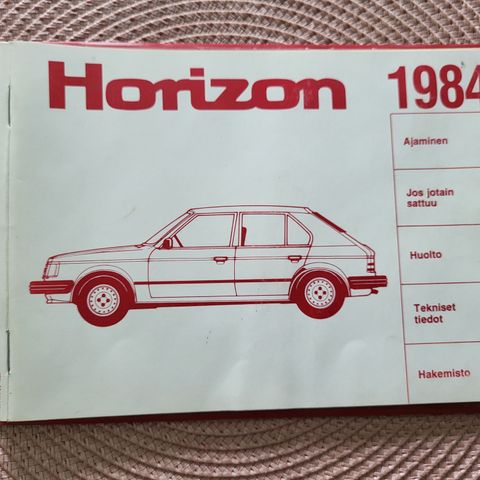 Horizon 1984
Ajaminen
Jos jotain
sattuu
Huolto
Tekniset
tiedot
Hakemisto